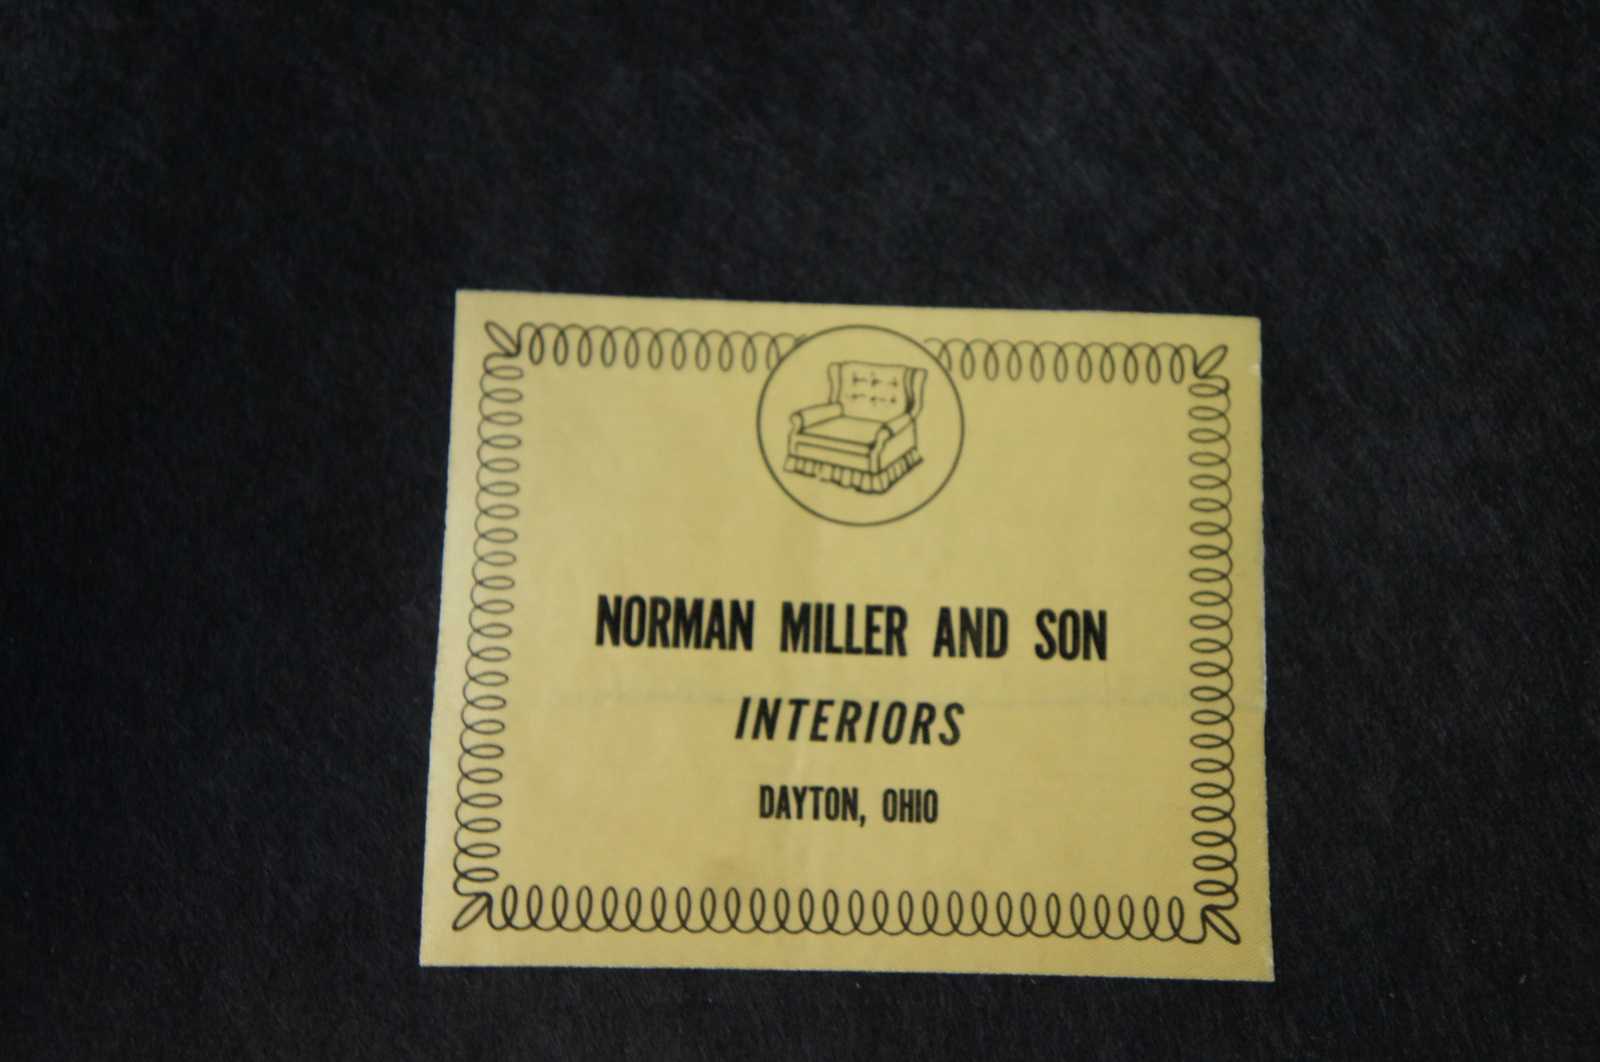 NORMAN MILLER AND SON
INTERIORS
DAYTON, OHIO